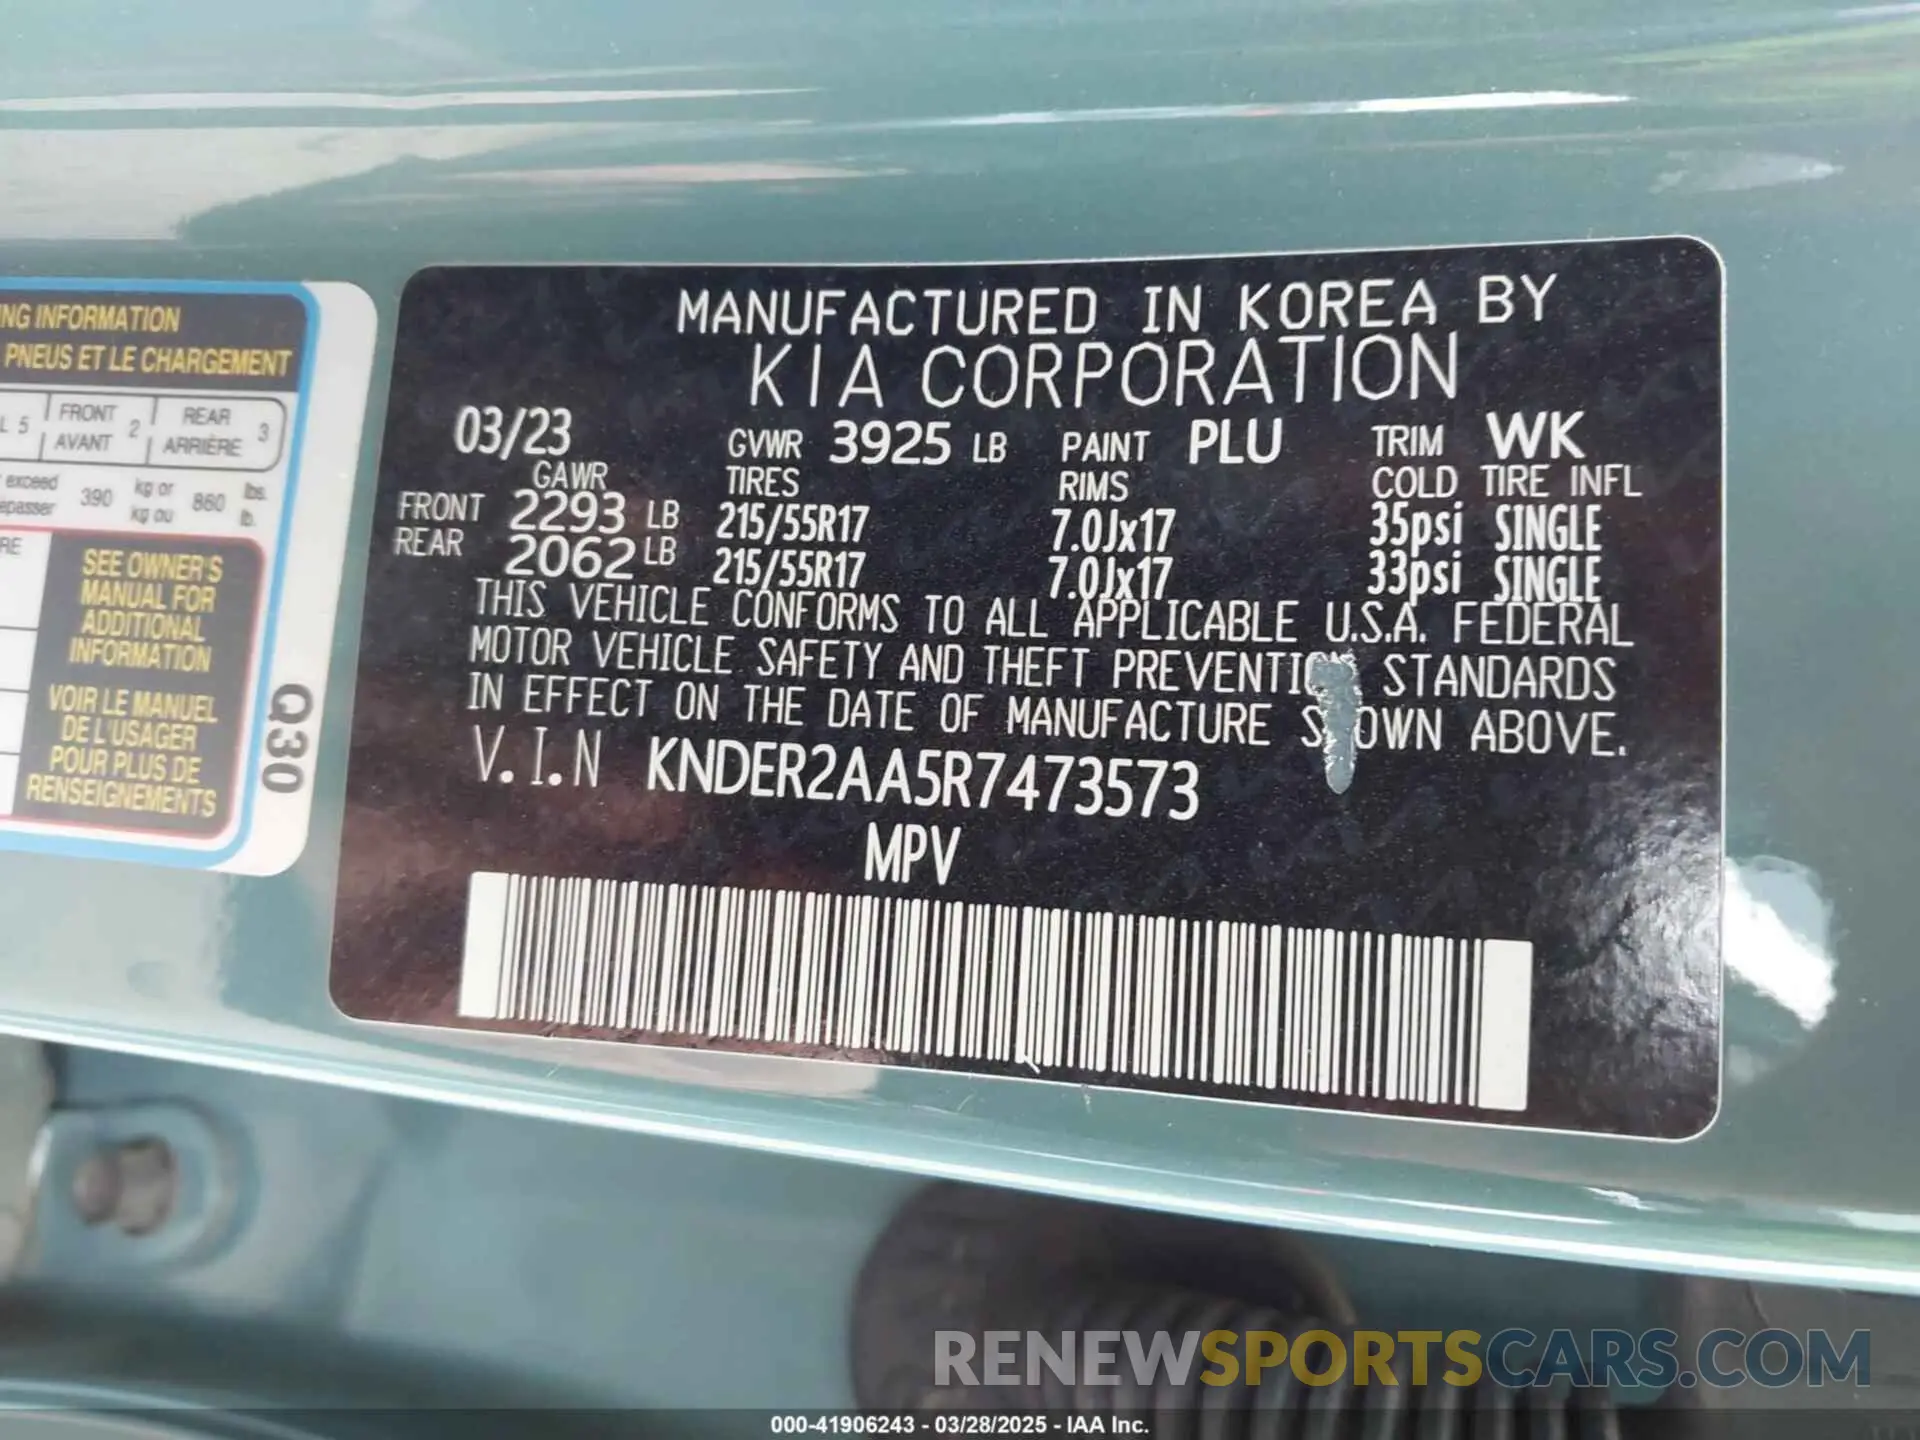 NG INFORMATION
PNEUS ET LE CHARGEMENT
L 5 FRONT AVANT 2 REAR ARRIÈRE 3
exceed 390 kg or 860 lbs.
kg ou lb.
RE
SEE OWNER'S
MANUAL FOR
ADDITIONAL
INFORMATION
VOIR LE MANUEL
DE L'USAGER
POUR PLUS DE
RENSEIGNEMENTS
Q30
MANUFACTURED IN KOREA BY
KIA CORPORATION
03/23 GVWR 3925 LB PAINT PLU TRIM WK
GAWR TIRES RIMS COLD TIRE INFL
FRONT 2293 LB 215/55R17 7.0Jx17 35psi SINGLE
REAR 2062 LB 215/55R17 7.0Jx17 33psi SINGLE
THIS VEHICLE CONFORMS TO ALL APPLICABLE U.S.A. FEDERAL
MOTOR VEHICLE SAFETY AND THEFT PREVENTI STANDARDS
IN EFFECT ON THE DATE OF MANUFACTURE S OWN ABOVE.
V.I.N KNDER2AA5R7473573
MPV
RENEWSPORTSCARS.COM
000-41906243 - 03/28/2025 - IAA Inc.